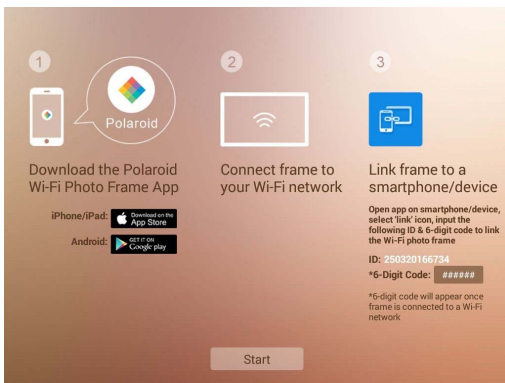 1
Polaroid
Download the Polaroid
Wi-Fi Photo Frame App
iPhone/iPad:
Download on the
App Store
Android:
GET IT ON
Google play
2
Connect frame to
your Wi-Fi network
3
Link frame to a
smartphone/device
Open app on smartphone/device,
select 'link' icon, input the
following ID & 6-digit code to link
the Wi-Fi photo frame
ID: 250320166734
*6-Digit Code: ######
*6-digit code will appear once
frame is connected to a Wi-Fi
network
Start